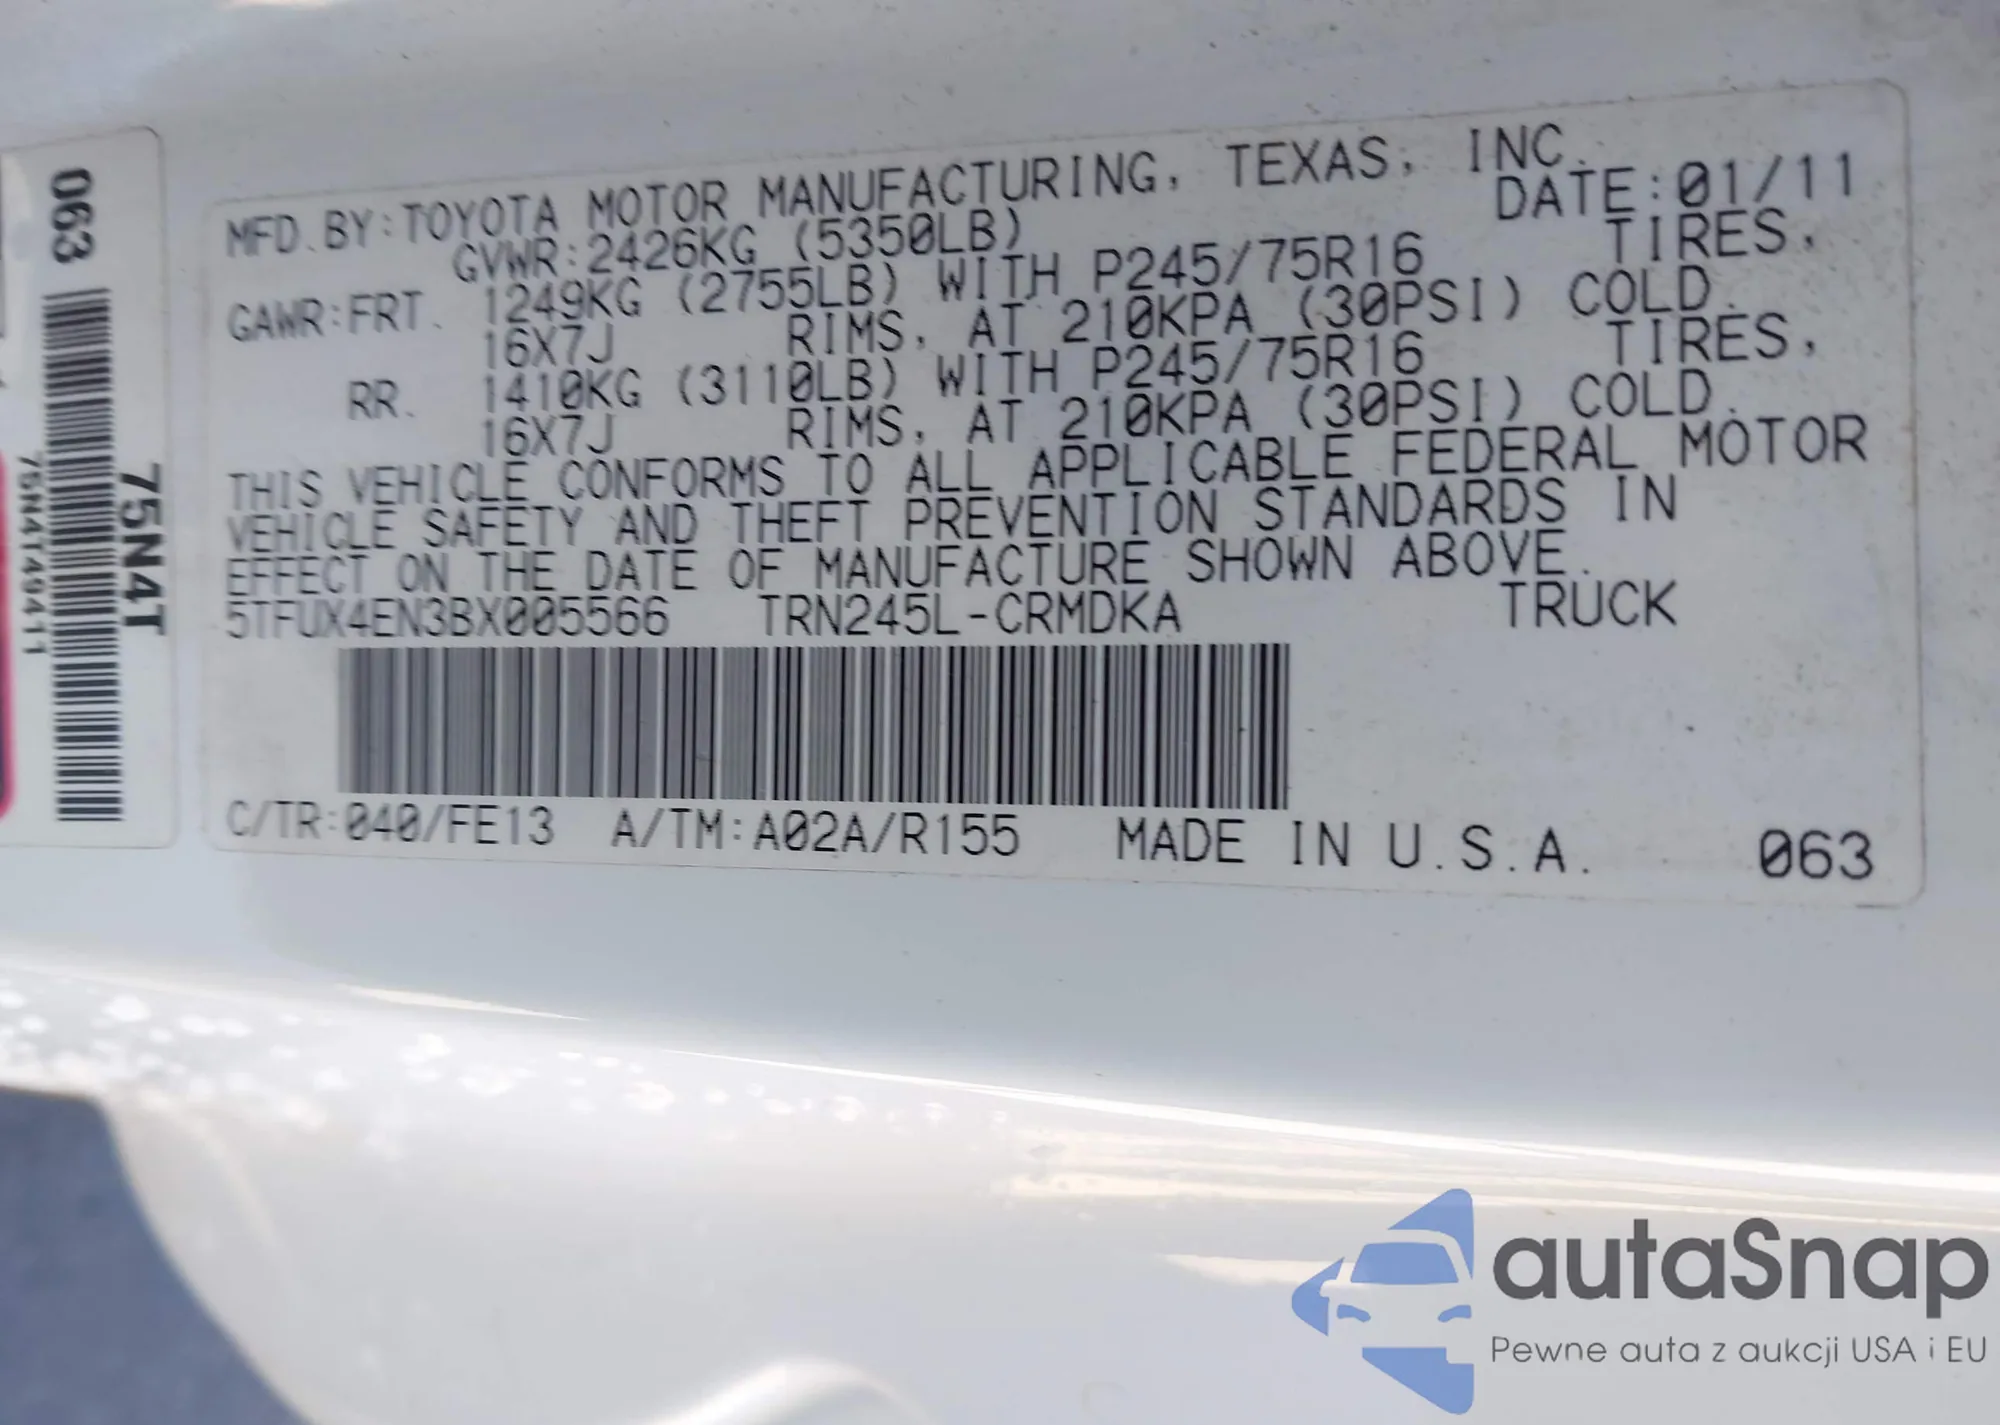 063
75N4T
75N4T49411
MFD. BY: TOYOTA MOTOR MANUFACTURING, TEXAS, INC.
DATE: 01/11
GVWR: 2426KG (5350LB)
GAWR: FRT. 1249KG (2755LB) WITH P245/75R16 TIRES,
16X7J RIMS, AT 210KPA (30PSI) COLD.
RR. 1410KG (3110LB) WITH P245/75R16 TIRES,
16X7J RIMS, AT 210KPA (30PSI) COLD.
THIS VEHICLE CONFORMS TO ALL APPLICABLE FEDERAL MOTOR
VEHICLE SAFETY AND THEFT PREVENTION STANDARDS IN
EFFECT ON THE DATE OF MANUFACTURE SHOWN ABOVE.
5TFUX4EN3BX005566 TRN245L-CRMDKA TRUCK
C/TR: 040/FE13 A/TM: A02A/R155 MADE IN U.S.A. 063
autaSnap
Pewne auta z aukcji USA i EU